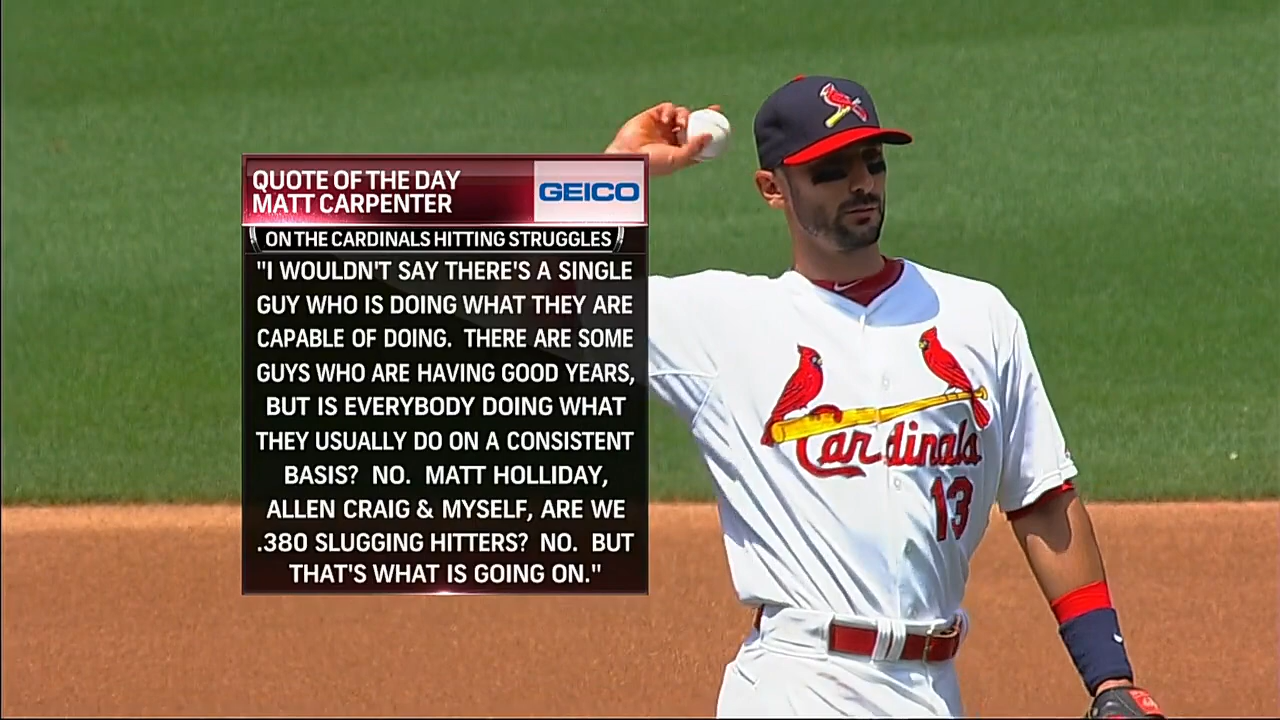 QUOTE OF THE DAY
MATT CARPENTER
GEICO
ON THE CARDINALS HITTING STRUGGLES
"I WOULDN'T SAY THERE'S A SINGLE
GUY WHO IS DOING WHAT THEY ARE
CAPABLE OF DOING. THERE ARE SOME
GUYS WHO ARE HAVING GOOD YEARS,
BUT IS EVERYBODY DOING WHAT
THEY USUALLY DO ON A CONSISTENT
BASIS? NO. MATT HOLLIDAY,
ALLEN CRAIG & MYSELF, ARE WE
.380 SLUGGING HITTERS? NO. BUT
THAT'S WHAT IS GOING ON."
Cardinals
13